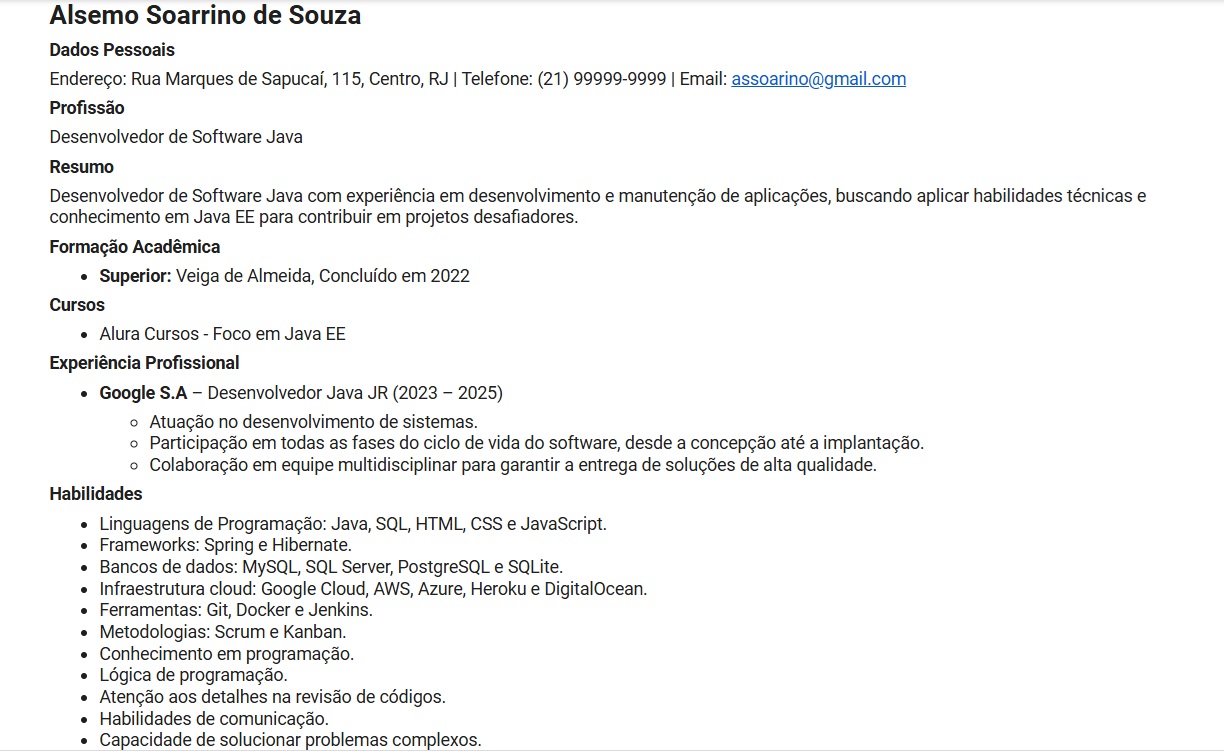 Alsemo Soarrino de Souza
Dados Pessoais
Endereço: Rua Marques de Sapucaí, 115, Centro, RJ | Telefone: (21) 99999-9999 | Email: assoarino@gmail.com
Profissão
Desenvolvedor de Software Java
Resumo
Desenvolvedor de Software Java com experiência em desenvolvimento e manutenção de aplicações, buscando aplicar habilidades técnicas e
conhecimento em Java EE para contribuir em projetos desafiadores.
Formação Acadêmica
• Superior: Veiga de Almeida, Concluído em 2022
Cursos
• Alura Cursos - Foco em Java EE
Experiência Profissional
• Google S.A – Desenvolvedor Java JR (2023 – 2025)
○ Atuação no desenvolvimento de sistemas.
○ Participação em todas as fases do ciclo de vida do software, desde a concepção até a implantação.
○ Colaboração em equipe multidisciplinar para garantir a entrega de soluções de alta qualidade.
Habilidades
• Linguagens de Programação: Java, SQL, HTML, CSS e JavaScript.
• Frameworks: Spring e Hibernate.
• Bancos de dados: MySQL, SQL Server, PostgreSQL e SQLite.
• Infraestrutura cloud: Google Cloud, AWS, Azure, Heroku e DigitalOcean.
• Ferramentas: Git, Docker e Jenkins.
• Metodologias: Scrum e Kanban.
• Conhecimento em programação.
• Lógica de programação.
• Atenção aos detalhes na revisão de códigos.
• Habilidades de comunicação.
• Capacidade de solucionar problemas complexos.